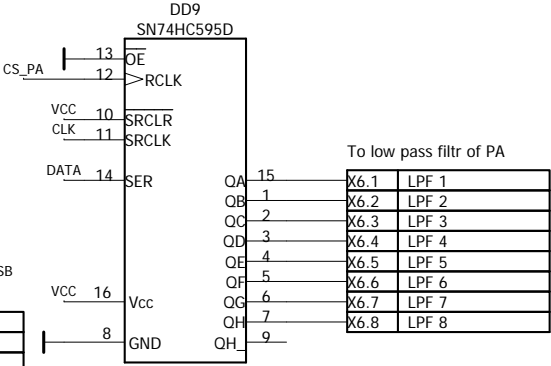 DD9
SN74HC595D
13 OE
CS_PA 12 RCLK
VCC 10 SRCLR
CLK 11 SRCLK
DATA 14 SER
To low pass filtr of PA
QA 15 X6.1 LPF 1
QB 1 X6.2 LPF 2
QC 2 X6.3 LPF 3
QD 3 X6.4 LPF 4
QE 4 X6.5 LPF 5
SB
QF 5 X6.6 LPF 6
VCC 16 Vcc QG 6 X6.7 LPF 7
QH 7 X6.8 LPF 8
8 GND QH_ 9